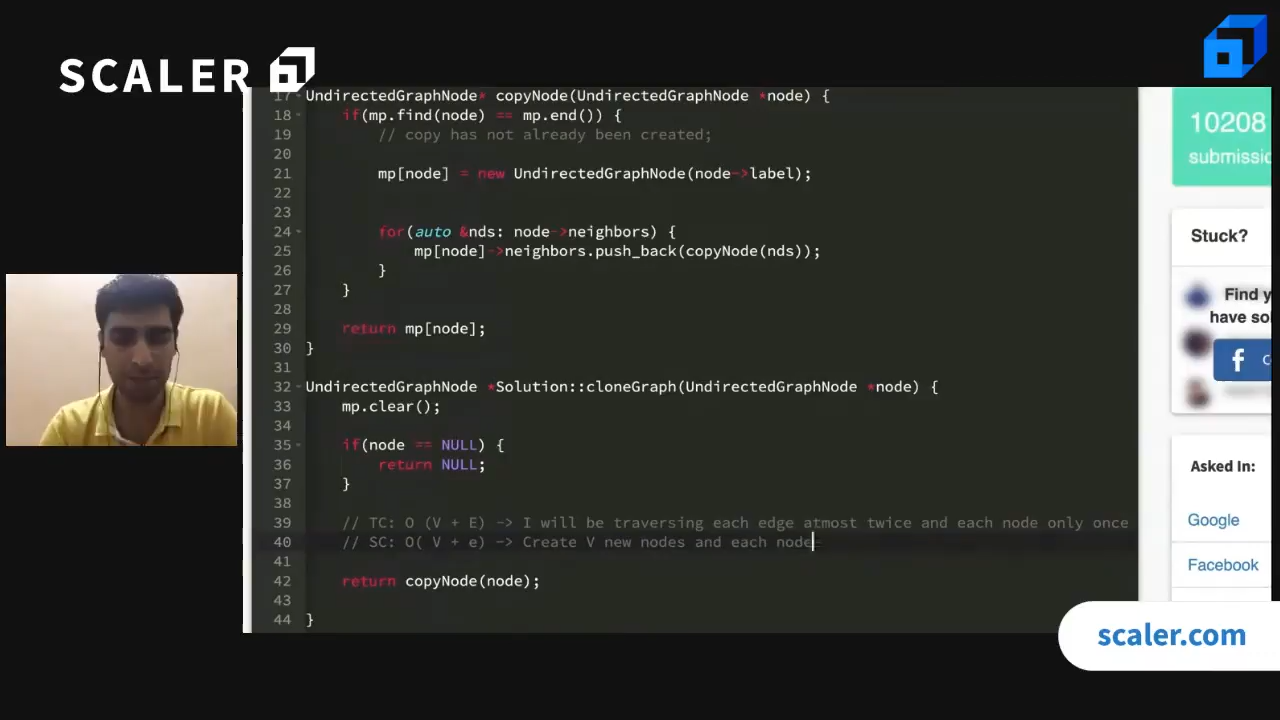 SCALER
17 UndirectedGraphNode* copyNode(UndirectedGraphNode *node) {
18 if(mp.find(node) == mp.end()) {
19 // copy has not already been created;
20
21 mp[node] = new UndirectedGraphNode(node->label);
22
23
24 for(auto &nds: node->neighbors) {
25 mp[node]->neighbors.push_back(copyNode(nds));
26 }
27 }
28
29 return mp[node];
30 }
31
32 UndirectedGraphNode *Solution::cloneGraph(UndirectedGraphNode *node) {
33 mp.clear();
34
35 if(node == NULL) {
36 return NULL;
37 }
38
39 // TC: O (V + E) -> I will be traversing each edge atmost twice and each node only once
40 // SC: O( V + e) -> Create V new nodes and each node
41
42 return copyNode(node);
43
44 }
10208
submissio
Stuck?
Find y
have sol
f
Asked In:
Google
Facebook
scaler.com